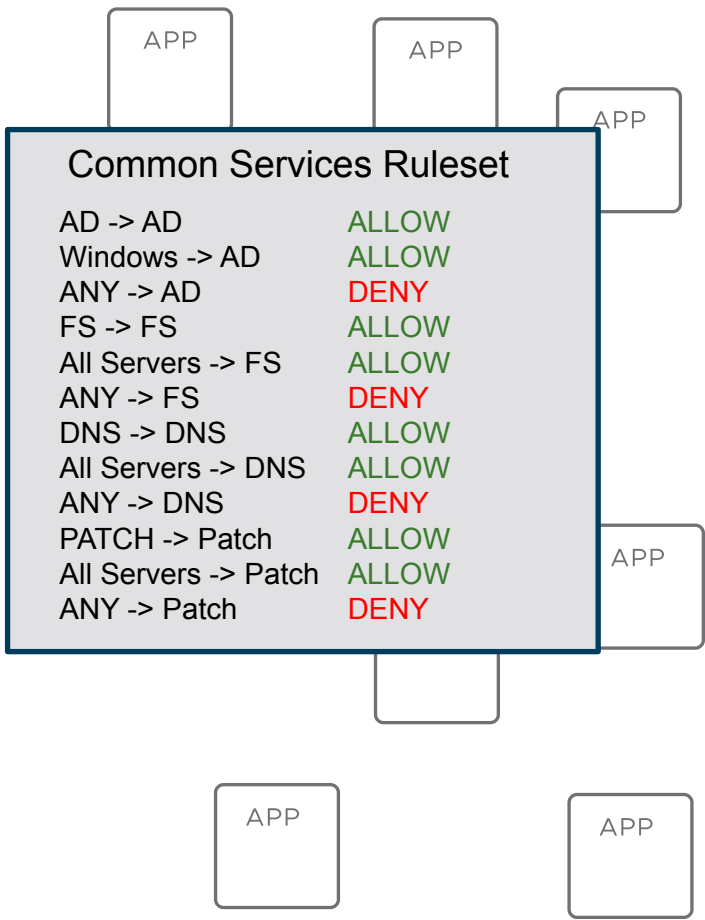 APP
APP
APP
Common Services Ruleset
AD -> AD ALLOW
Windows -> AD ALLOW
ANY -> AD DENY
FS -> FS ALLOW
All Servers -> FS ALLOW
ANY -> FS DENY
DNS -> DNS ALLOW
All Servers -> DNS ALLOW
ANY -> DNS DENY
PATCH -> Patch ALLOW
All Servers -> Patch ALLOW
ANY -> Patch DENY
APP
APP
APP